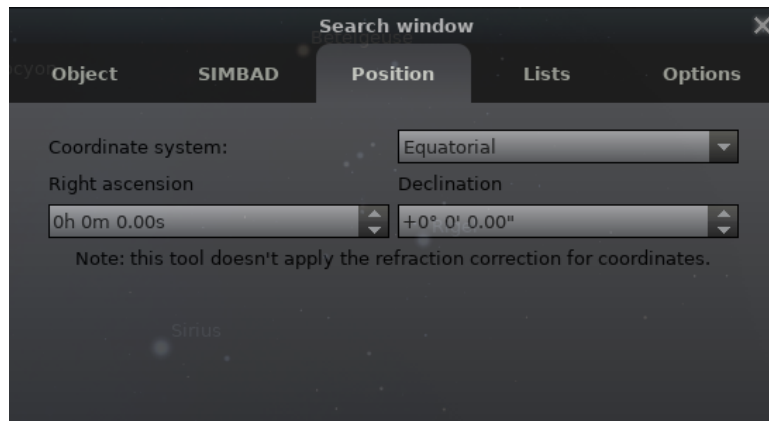 Search window
Betelgeuse
Object SIMBAD Position Lists Options
Coordinate system: Equatorial
Right ascension Declination
0h 0m 0.00s +0° 0' 0.00"
Note: this tool doesn't apply the refraction correction for coordinates.
Sirius